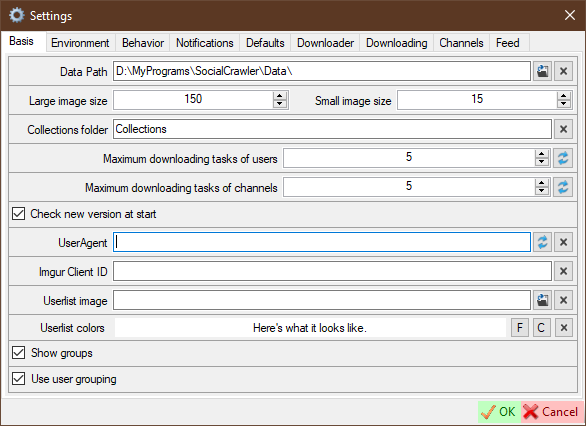 Settings
Basis Environment Behavior Notifications Defaults Downloader Downloading Channels Feed
Data Path D:\MyPrograms\SocialCrawler\Data\
Large image size 150 Small image size 15
Collections folder Collections
Maximum downloading tasks of users 5
Maximum downloading tasks of channels 5
Check new version at start
UserAgent
Imgur Client ID
Userlist image
Userlist colors Here's what it looks like. F C
Show groups
Use user grouping
OK Cancel